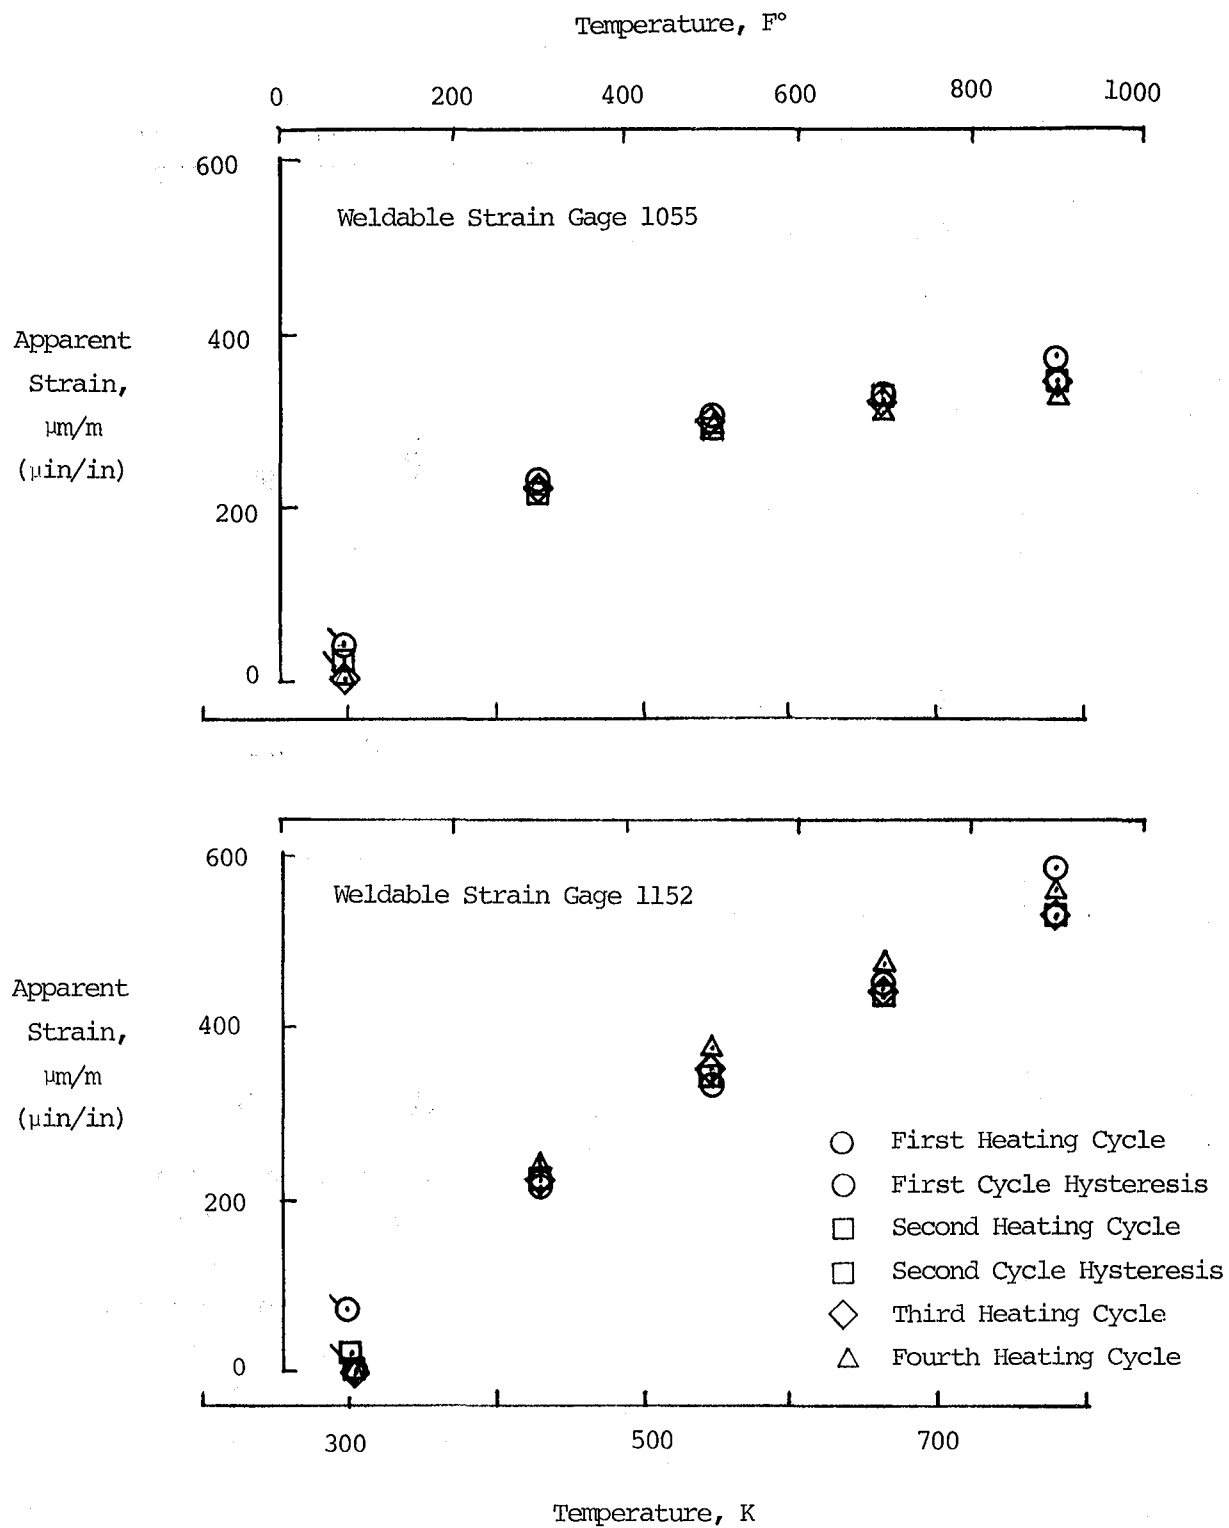 Temperature, F°
0 200 400 600 800 1000
600
Weldable Strain Gage 1055
400
200
0
Apparent
Strain,
µm/m
(µin/in)
600
Weldable Strain Gage 1152
400
200
0
Apparent
Strain,
µm/m
(µin/in)
First Heating Cycle
First Cycle Hysteresis
Second Heating Cycle
Second Cycle Hysteresis
Third Heating Cycle
Fourth Heating Cycle
300 500 700
Temperature, K